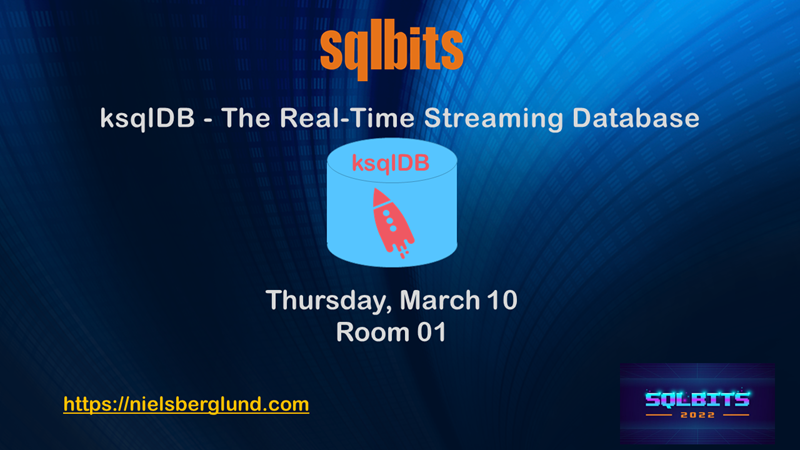 sqlbits
ksqlDB - The Real-Time Streaming Database
ksqlDB
Thursday, March 10
Room 01
https://nielsberglund.com
SQLBITS
2022